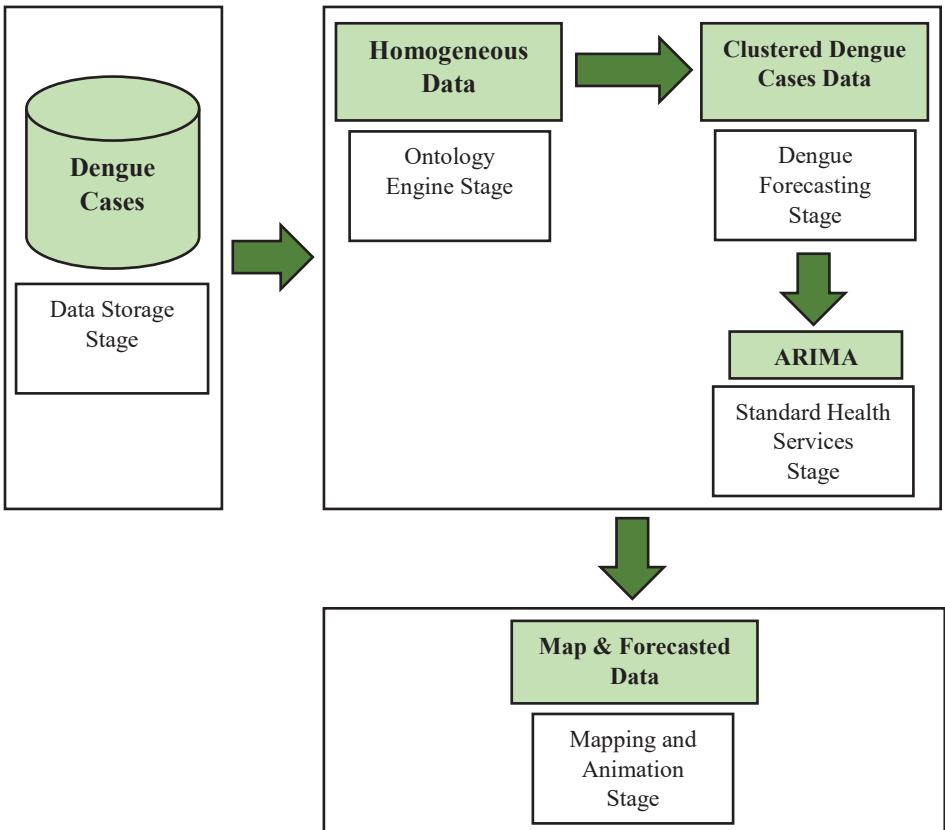 Dengue
Cases
Data Storage
Stage
Homogeneous
Data
Ontology
Engine Stage
Clustered Dengue
Cases Data
Dengue
Forecasting
Stage
ARIMA
Standard Health
Services
Stage
Map & Forecasted
Data
Mapping and
Animation
Stage